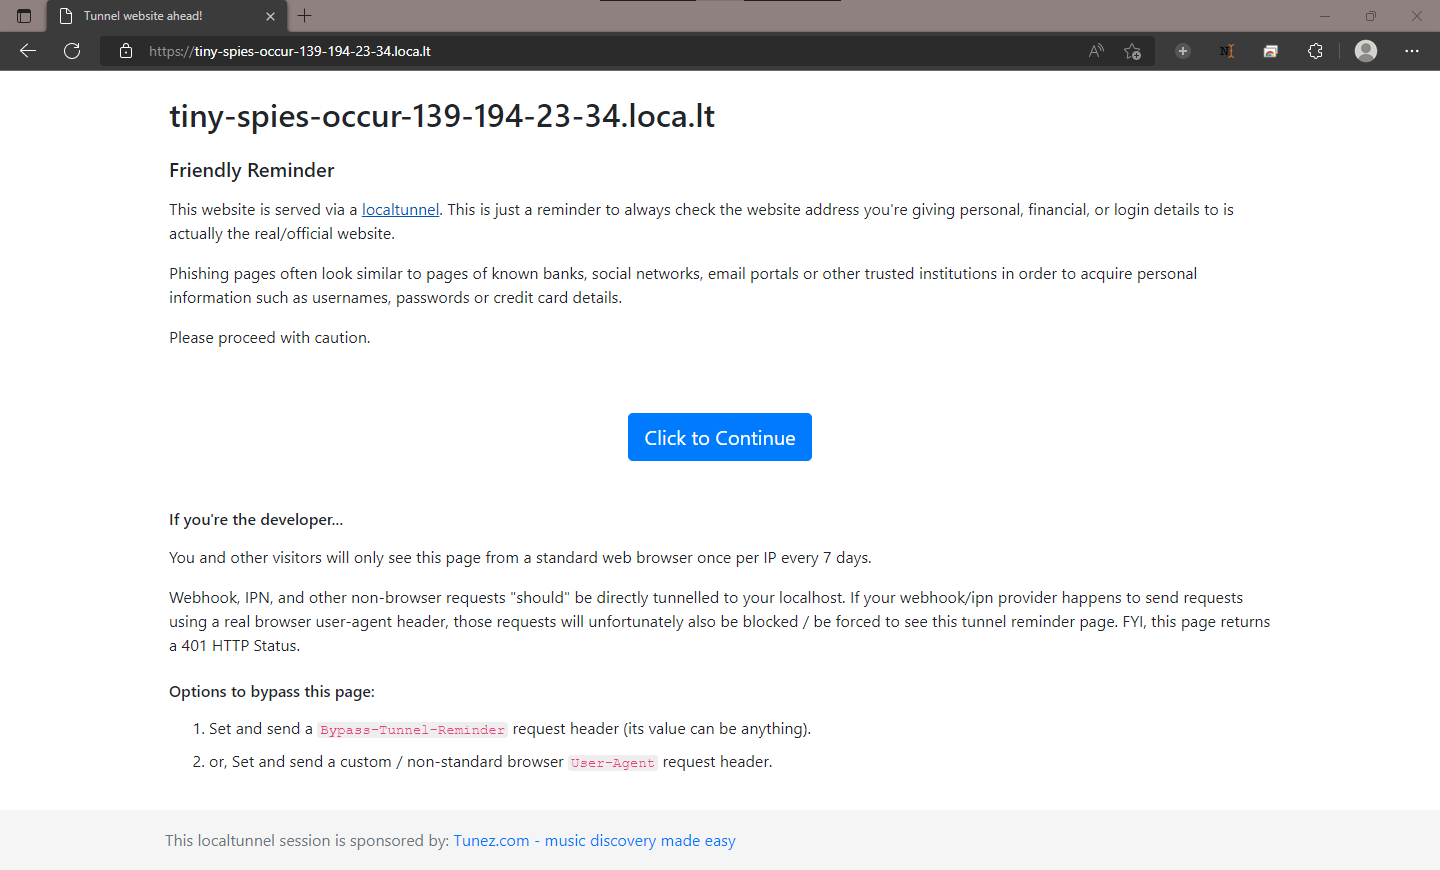 Tunnel website ahead!
https://tiny-spies-occur-139-194-23-34.loca.lt
tiny-spies-occur-139-194-23-34.loca.lt
Friendly Reminder
This website is served via a localtunnel. This is just a reminder to always check the website address you're giving personal, financial, or login details to is
actually the real/official website.
Phishing pages often look similar to pages of known banks, social networks, email portals or other trusted institutions in order to acquire personal
information such as usernames, passwords or credit card details.
Please proceed with caution.
Click to Continue
If you're the developer...
You and other visitors will only see this page from a standard web browser once per IP every 7 days.
Webhook, IPN, and other non-browser requests "should" be directly tunnelled to your localhost. If your webhook/ipn provider happens to send requests
using a real browser user-agent header, those requests will unfortunately also be blocked / be forced to see this tunnel reminder page. FYI, this page returns
a 401 HTTP Status.
Options to bypass this page:
1. Set and send a Bypass-Tunnel-Reminder request header (its value can be anything).
2. or, Set and send a custom / non-standard browser User-Agent request header.
This localtunnel session is sponsored by: Tunez.com - music discovery made easy